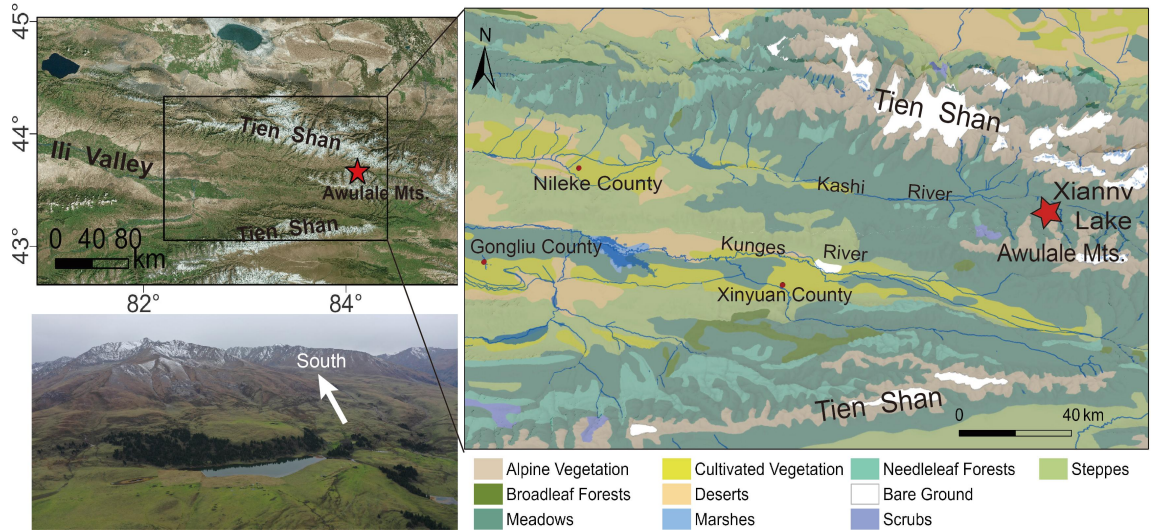 45°
44°
43°
82°
84°
Tien Shan
Ili Valley
Awulale Mts.
Tien Shan
0 40 80
km
South
N
Tien Shan
Nileke County
Kashi River
Xiannv
Lake
Awulale Mts.
Gongliu County
Kunges River
Xinyuan County
Tien Shan
0 40 km
Alpine Vegetation
Cultivated Vegetation
Needleleaf Forests
Steppes
Broadleaf Forests
Deserts
Bare Ground
Meadows
Marshes
Scrubs